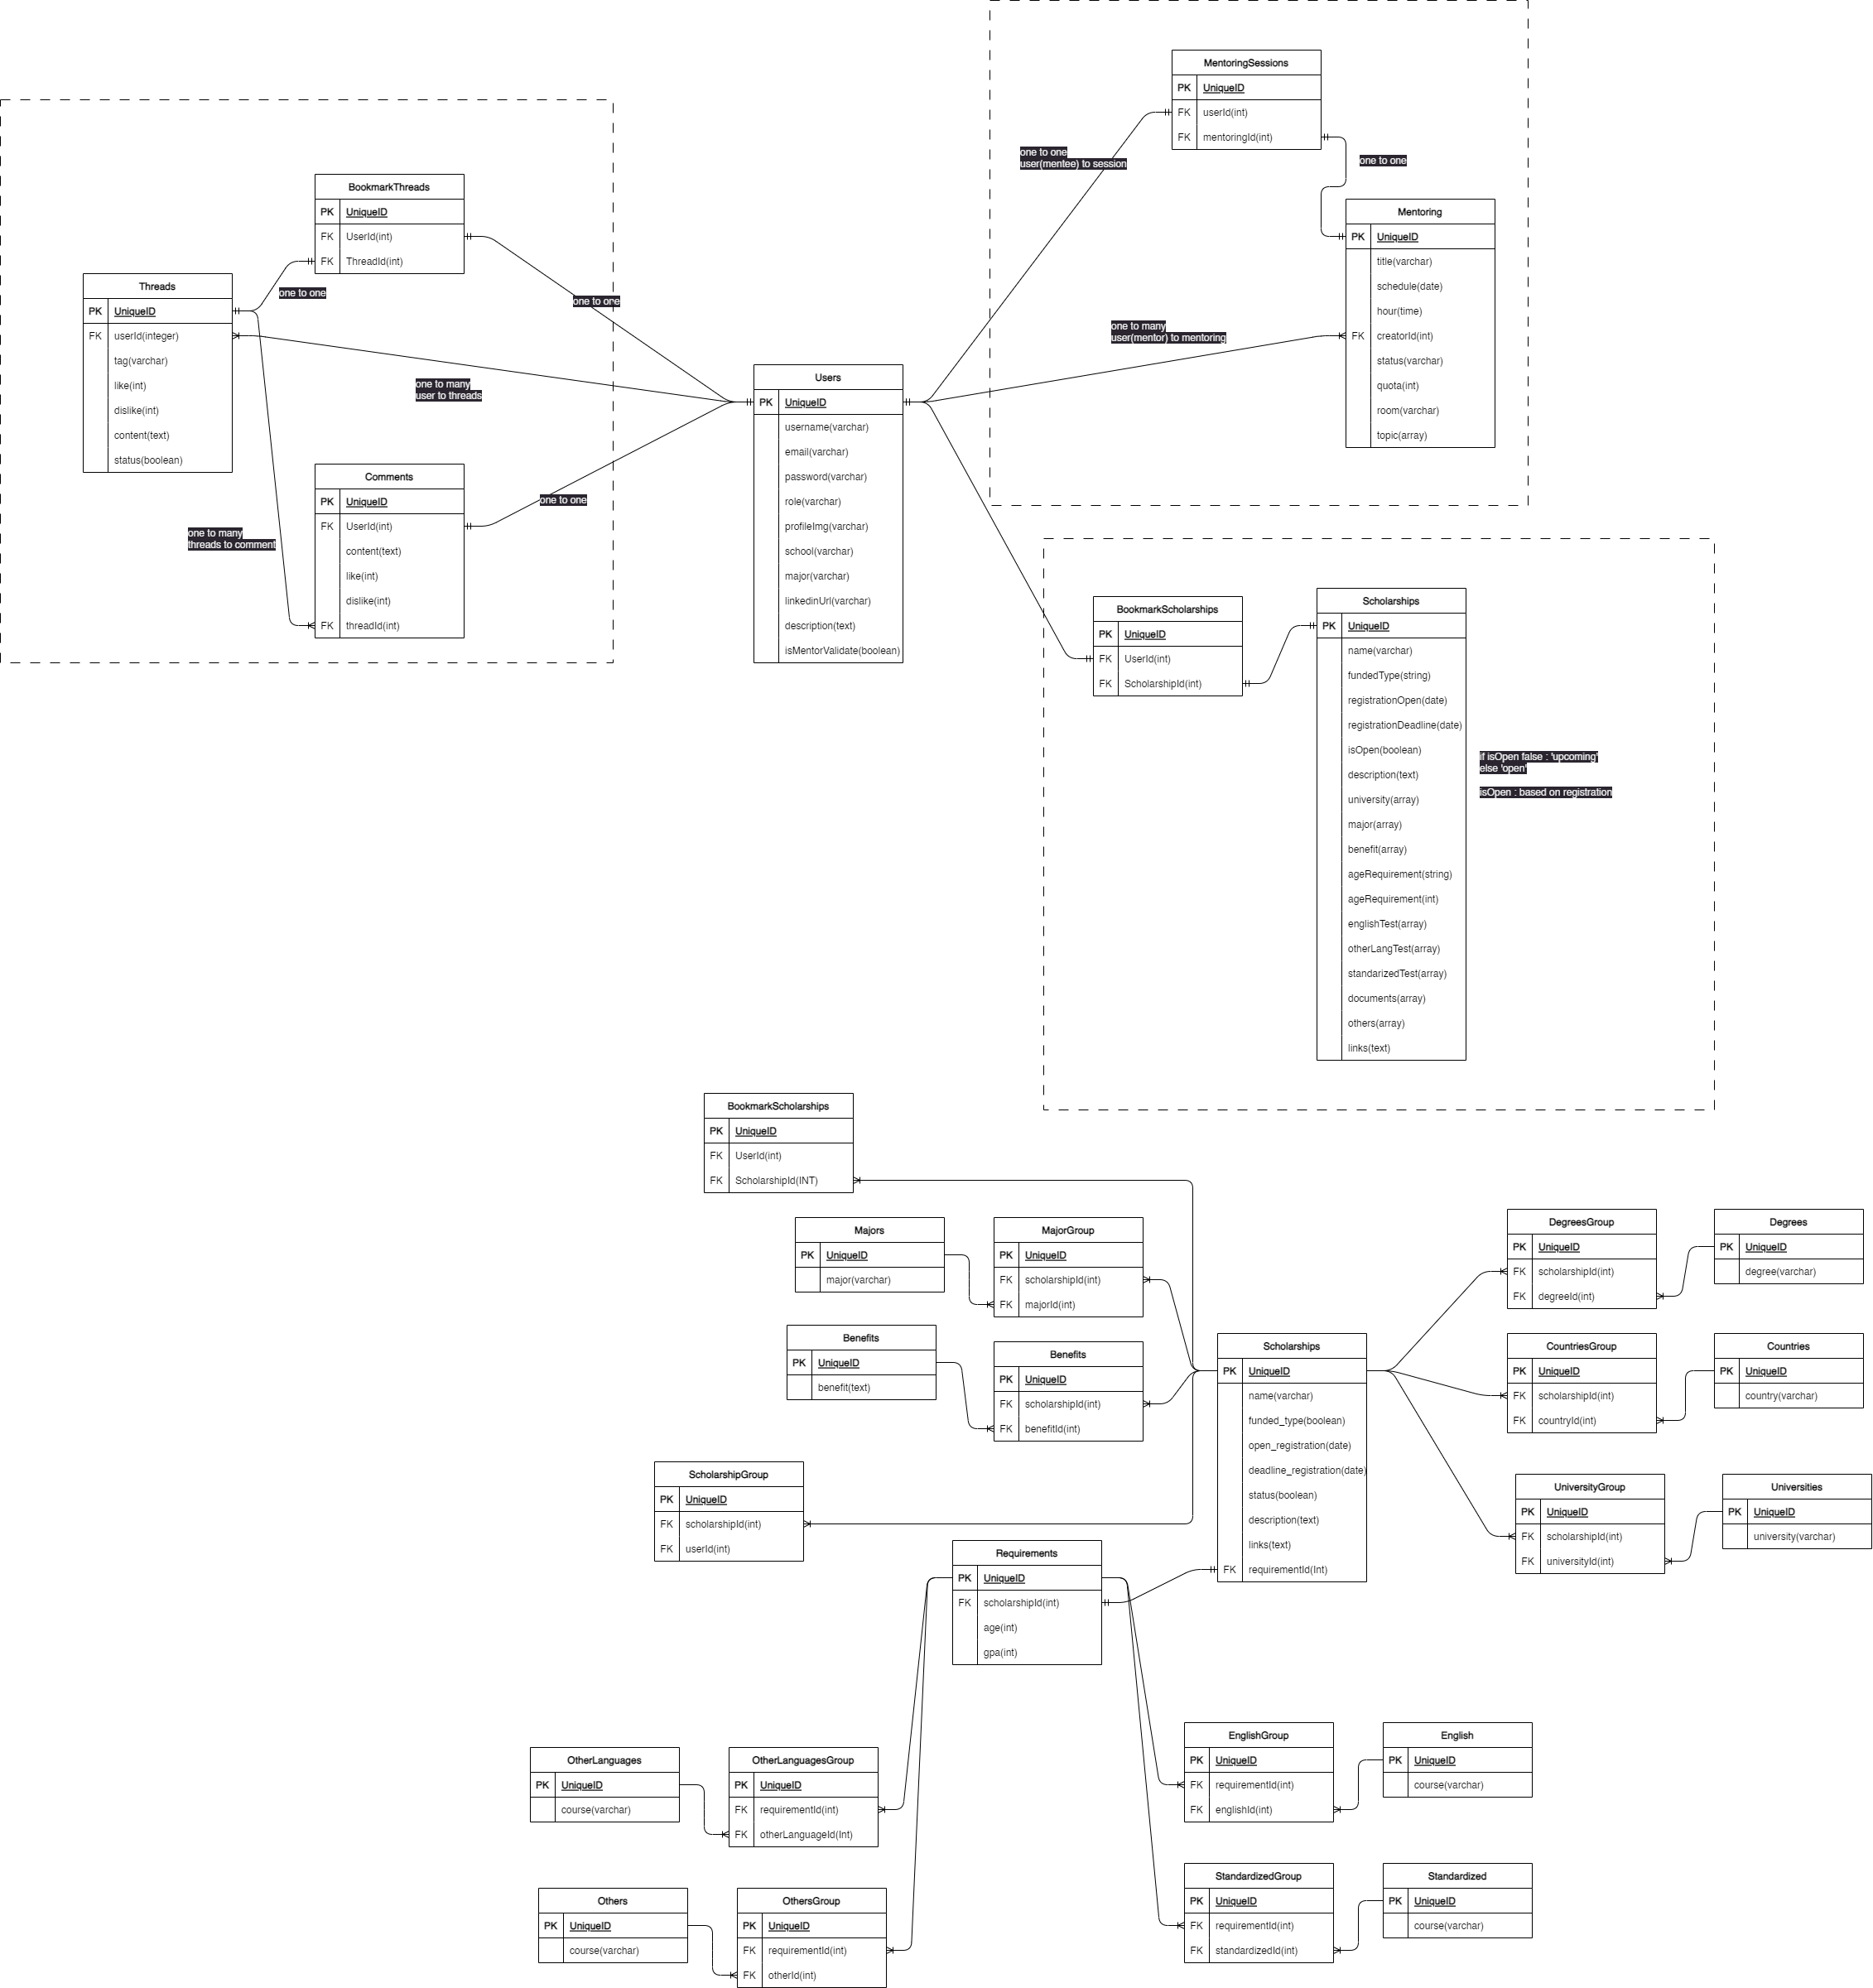 MentoringSessions
PK UniqueID
FK userId(int)
FK mentoringId(int)
one to one
user(mentee) to session
one to one
Mentoring
PK UniqueID
title(varchar)
schedule(date)
hour(time)
FK creatorId(int)
status(varchar)
quota(int)
room(varchar)
topic(array)
one to many
user(mentor) to mentoring
BookmarkThreads
PK UniqueID
FK UserId(int)
FK ThreadId(int)
one to one
one to one
Threads
PK UniqueID
FK userId(integer)
tag(varchar)
like(int)
dislike(int)
content(text)
status(boolean)
one to many
user to threads
Comments
PK UniqueID
FK UserId(int)
content(text)
like(int)
dislike(int)
FK threadId(int)
one to one
one to many
threads to comment
Users
PK UniqueID
username(varchar)
email(varchar)
password(varchar)
role(varchar)
profileImg(varchar)
school(varchar)
major(varchar)
linkedinUrl(varchar)
description(text)
isMentorValidate(boolean)
BookmarkScholarships
PK UniqueID
FK UserId(int)
FK ScholarshipId(int)
Scholarships
PK UniqueID
name(varchar)
fundedType(string)
registrationOpen(date)
registrationDeadline(date)
isOpen(boolean)
description(text)
university(array)
major(array)
benefit(array)
ageRequirement(string)
ageRequirement(int)
englishTest(array)
otherLangTest(array)
standarizedTest(array)
documents(array)
others(array)
links(text)
if isOpen false : 'upcoming'
else 'open'
isOpen : based on registration
BookmarkScholarships
PK UniqueID
FK UserId(int)
FK ScholarshipId(INT)
Majors
PK UniqueID
major(varchar)
MajorGroup
PK UniqueID
FK scholarshipId(int)
FK majorId(int)
Benefits
PK UniqueID
benefit(text)
Benefits
PK UniqueID
FK scholarshipId(int)
FK benefitId(int)
ScholarshipGroup
PK UniqueID
FK scholarshipId(int)
FK userId(int)
Scholarships
PK UniqueID
name(varchar)
funded_type(boolean)
open_registration(date)
deadline_registration(date)
status(boolean)
description(text)
links(text)
FK requirementId(Int)
DegreesGroup
PK UniqueID
FK scholarshipId(int)
FK degreeId(int)
Degrees
PK UniqueID
degree(varchar)
CountriesGroup
PK UniqueID
FK scholarshipId(int)
FK countryId(int)
Countries
PK UniqueID
country(varchar)
UniversityGroup
PK UniqueID
FK scholarshipId(int)
FK universityId(int)
Universities
PK UniqueID
university(varchar)
Requirements
PK UniqueID
FK scholarshipId(int)
age(int)
gpa(int)
OtherLanguages
PK UniqueID
course(varchar)
OtherLanguagesGroup
PK UniqueID
FK requirementId(int)
FK otherLanguageId(Int)
Others
PK UniqueID
course(varchar)
OthersGroup
PK UniqueID
FK requirementId(int)
FK otherId(int)
EnglishGroup
PK UniqueID
FK requirementId(int)
FK englishId(int)
English
PK UniqueID
course(varchar)
StandardizedGroup
PK UniqueID
FK requirementId(int)
FK standardizedId(int)
Standardized
PK UniqueID
course(varchar)